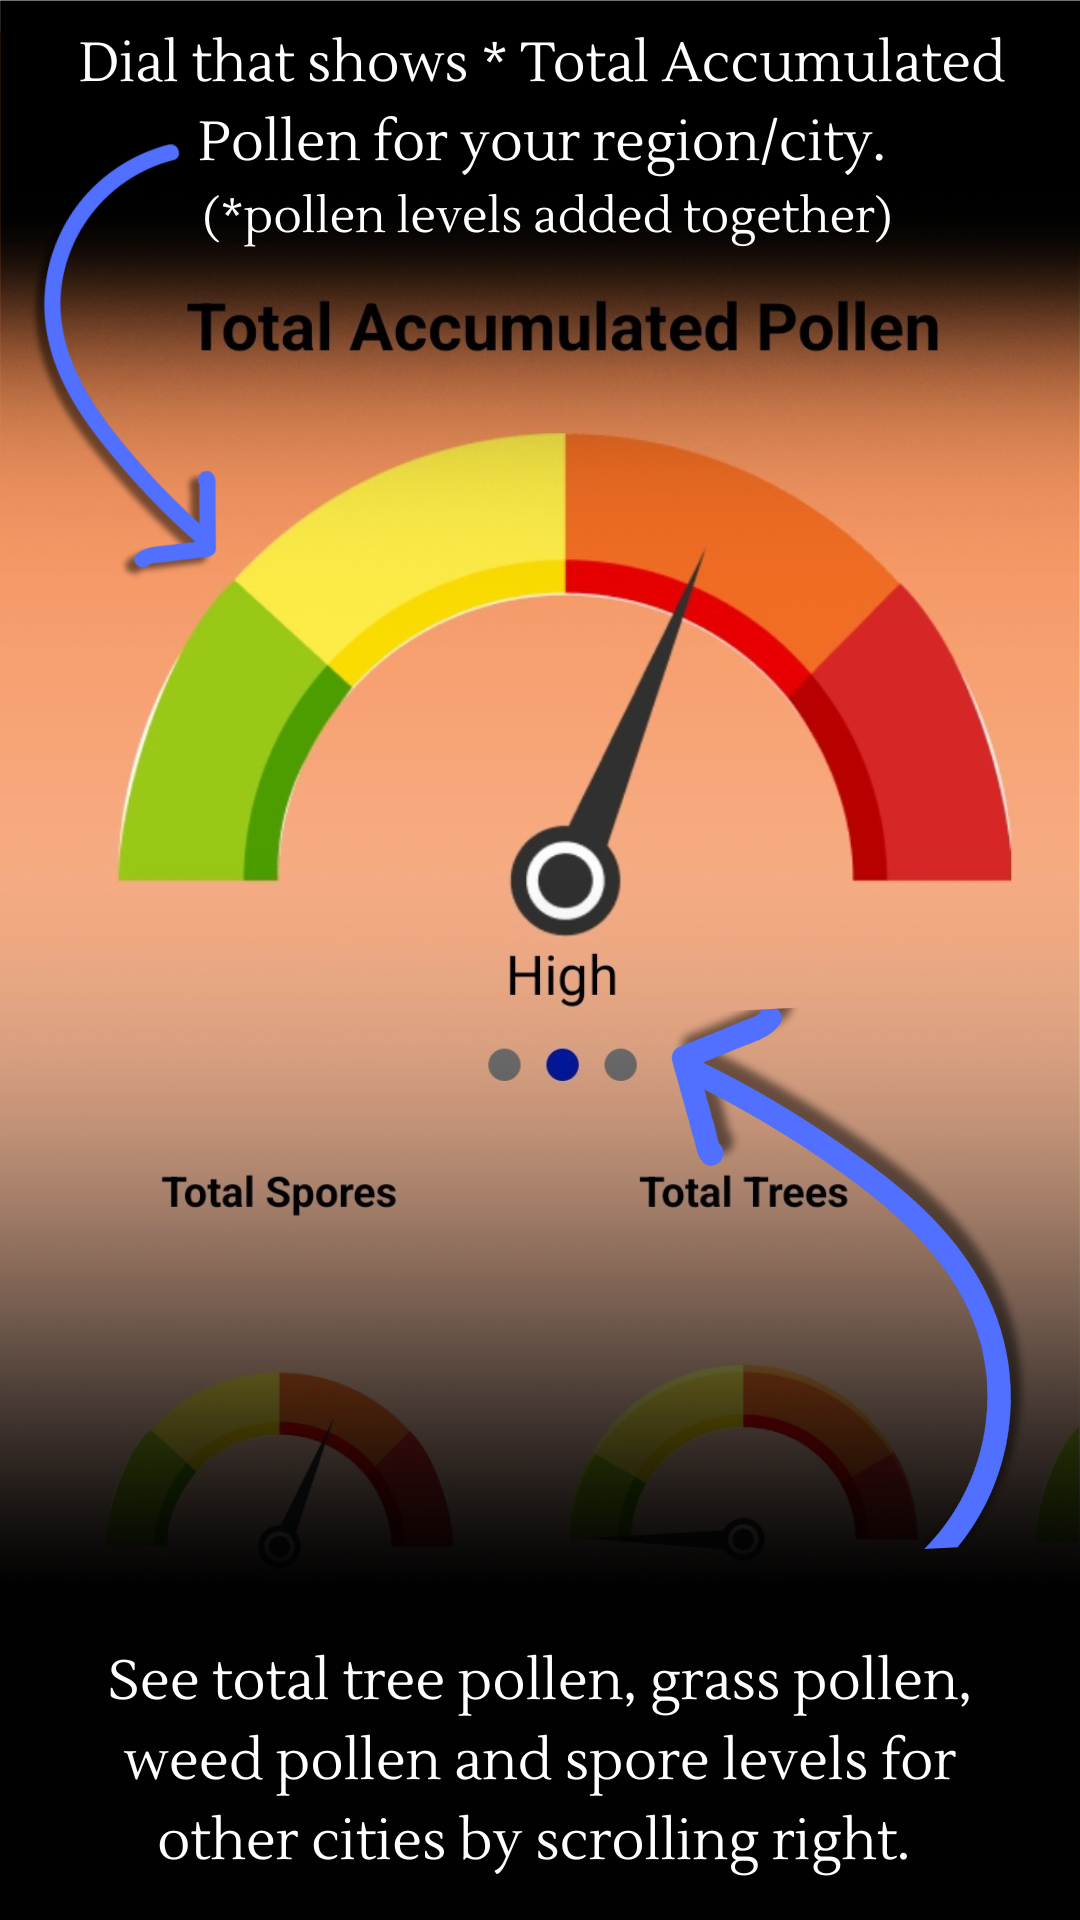 Dial that shows * Total Accumulated
Pollen for your region/city.
(*pollen levels added together)
Total Accumulated Pollen
High
Total Spores
Total Trees
See total tree pollen, grass pollen,
weed pollen and spore levels for
other cities by scrolling right.